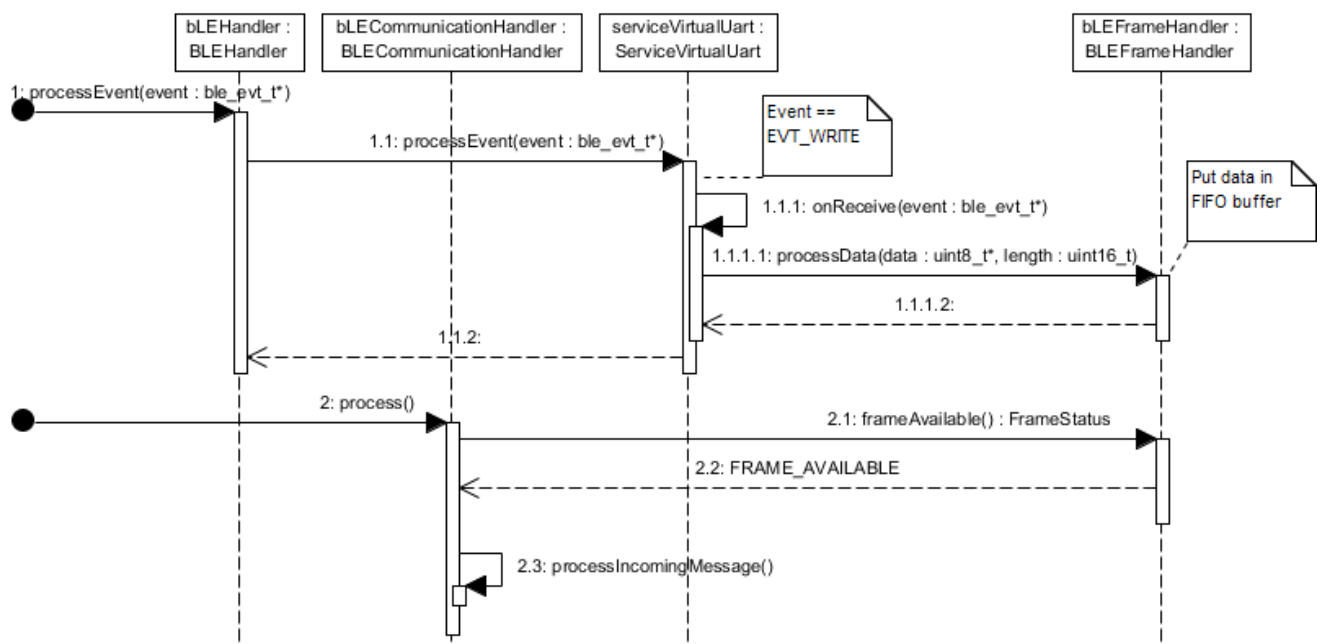 bLEHandler :
BLEHandler
bLECommunicationHandler :
BLECommunicationHandler
serviceVirtualUart :
ServiceVirtualUart
bLEFrameHandler :
BLEFrameHandler
1: processEvent(event : ble_evt_t*)
Event ==
EVT_WRITE
1.1: processEvent(event : ble_evt_t*)
Put data in
FIFO buffer
1.1.1: onReceive(event : ble_evt_t*)
1.1.1.1: processData(data : uint8_t*, length : uint16_t)
1.1.1.2:
1.1.2:
2: process()
2.1: frameAvailable() : FrameStatus
2.2: FRAME_AVAILABLE
2.3: processIncomingMessage()